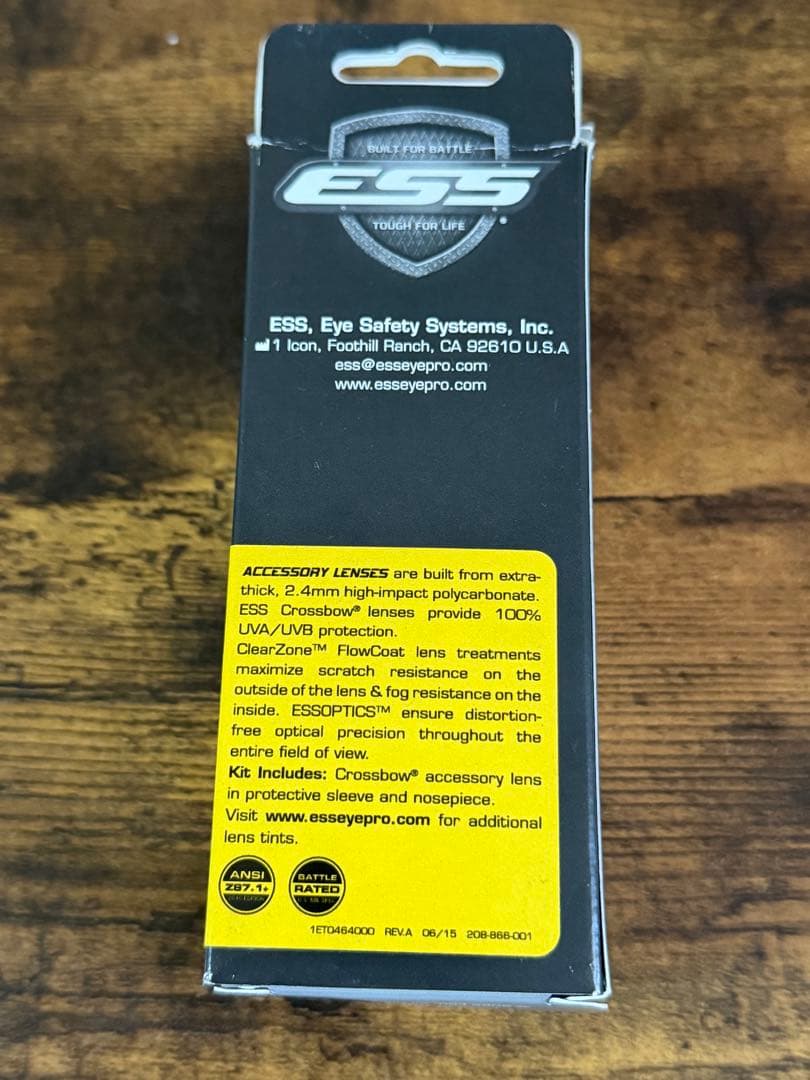 BUILT FOR BATTLE
ESS
TOUGH FOR LIFE
ESS, Eye Safety Systems, Inc.
1 Icon, Foothill Ranch, CA 92610 U.S.A
ess@esseyepro.com
www.esseyepro.com
ACCESSORY LENSES are built from extra-
thick, 2.4mm high-impact polycarbonate.
ESS Crossbow® lenses provide 100%
UVA/UVB protection.
ClearZone™ FlowCoat lens treatments
maximize scratch resistance on the
outside of the lens & fog resistance on the
inside. ESSOPTICS™ ensure distortion-
free optical precision throughout the
entire field of view.
Kit Includes: Crossbow® accessory lens
in protective sleeve and nosepiece.
Visit www.esseyepro.com for additional
lens tints.
ANSI
Z87.1+
BATTLE
RATED
1ET0464000 REV.A 06/15 208-868-001